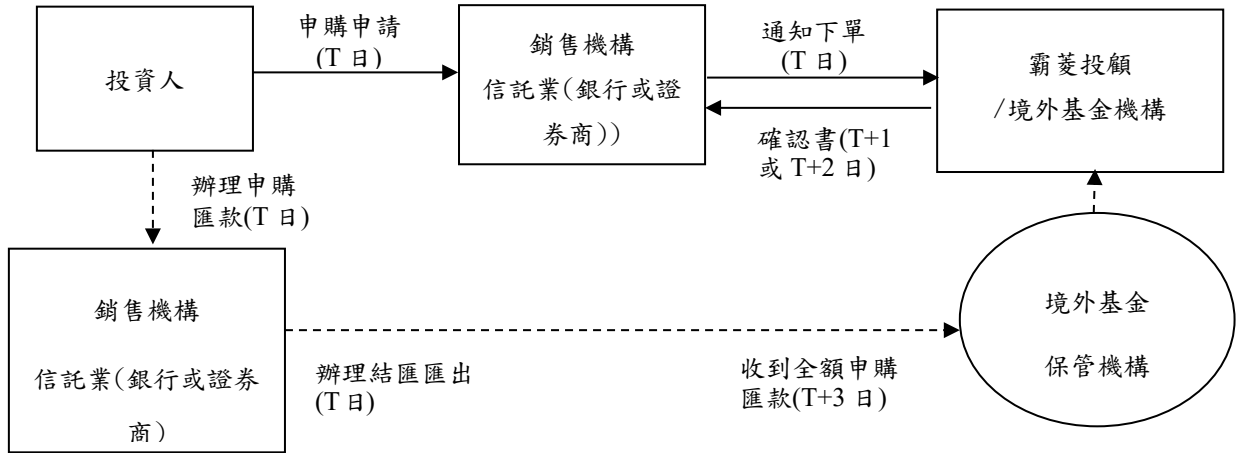 投資人
申購申請
(T 日)
銷售機構
信託業(銀行或證
券商))
通知下單
(T 日)
確認書(T+1
或 T+2 日)
霸菱投顧
/境外基金機構
辦理申購
匯款(T 日)
銷售機構
信託業(銀行或證券
商)
辦理結匯匯出
(T 日)
收到全額申購
匯款(T+3 日)
境外基金
保管機構